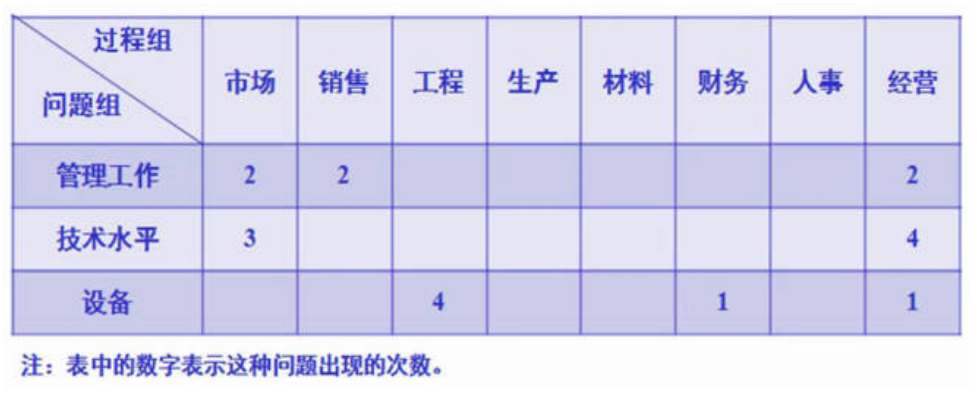 过程组
问题组
市场 销售 工程 生产 材料 财务 人事 经营
管理工作 2 2 2
技术水平 3 4
设备 4 1 1
注：表中的数字表示这种问题出现的次数。